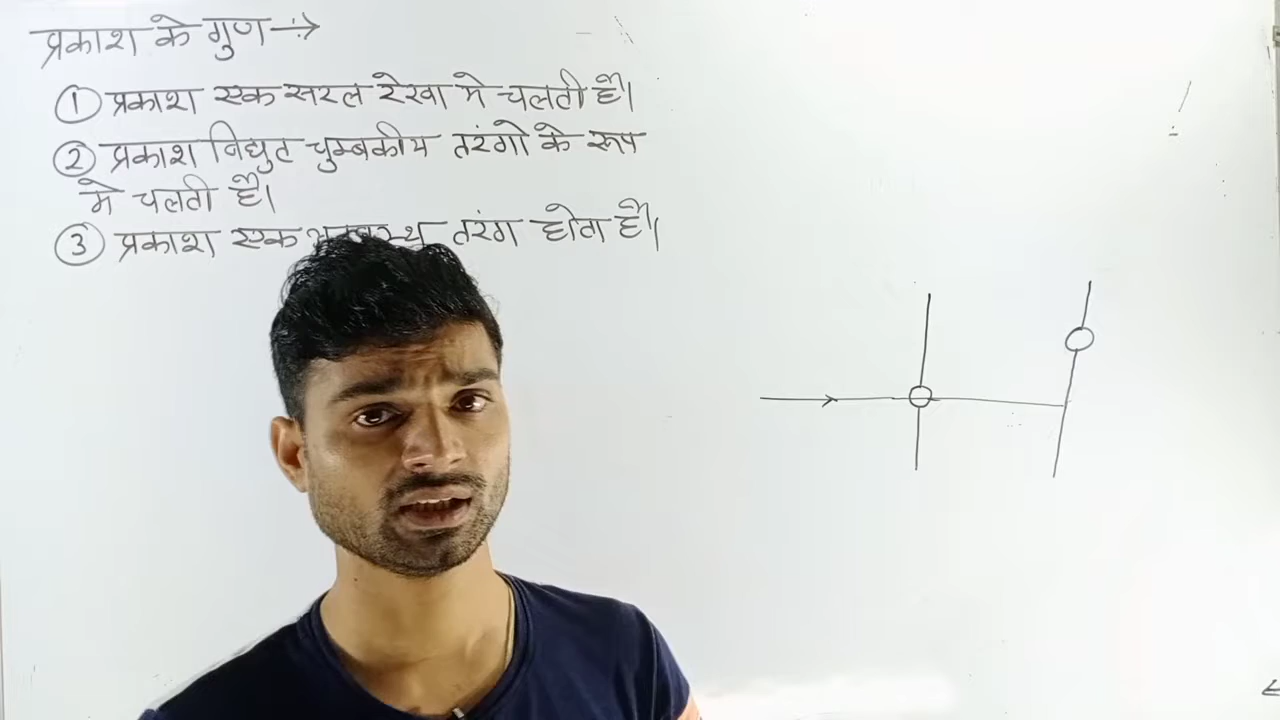 प्रकाश के गुण →
① प्रकाश एक सरल रेखा मे चलती है।
② प्रकाश विद्युट चुम्बकीय तरंगो के रूप
मे चलती है।
③ प्रकाश एक तरंग होता है।